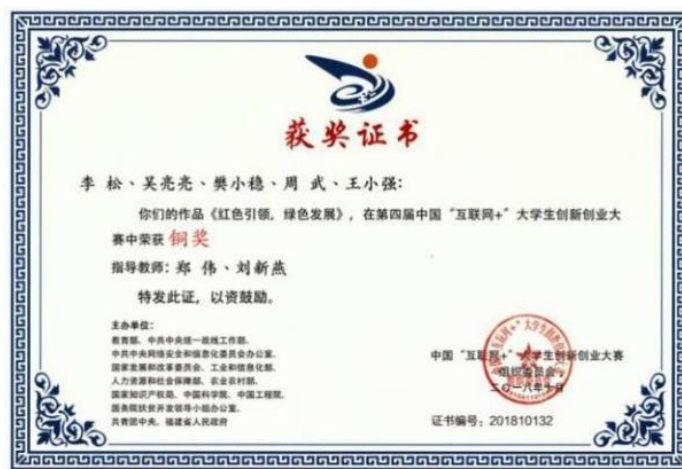 获奖证书
李 松、吴亮亮、樊小稳、周 武、王小强：
你们的作品《红色引领，绿色发展》，在第四届中国“互联网+”大学生创新创业大
赛中荣获 铜奖
指导教师：郑 伟、刘新燕
特发此证，以资鼓励。
主办单位：
教育部、中共中央统一战线工作部、
中共中央网络安全和信息化委员会办公室、
国家发展和改革委员会、工业和信息化部、
人力资源和社会保障部、农业农村部、
国家知识产权局、中国科学院、中国工程院、
国务院扶贫开发领导小组办公室、
共青团中央、福建省人民政府
中国“互联网+”大学生创新创业大赛
组织委员会
二〇一八年十月
证书编号：201810132